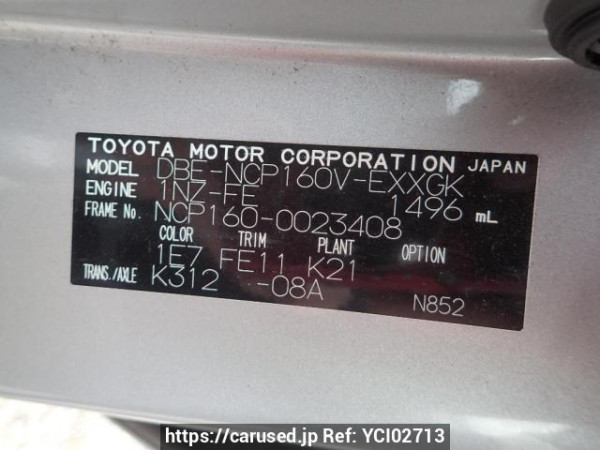 TOYOTA MOTOR CORPORATION JAPAN
MODEL DBE-NCP160V-EXXGK
ENGINE 1NZ-FE 1496 mL
FRAME No. NCP160-0023408
COLOR TRIM PLANT OPTION
1E7 FE11 K21
TRANS./AXLE K312 -08A
N852
https://carused.jp Ref: YCI02713